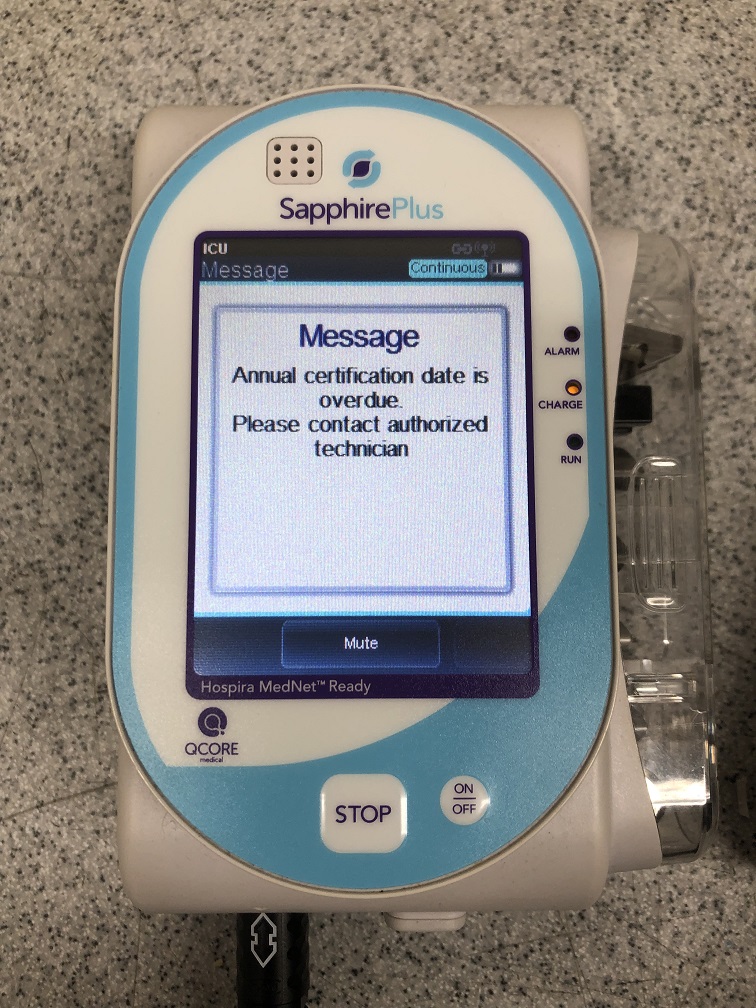 SapphirePlus
ICU
Message
Continuous
Message
Annual certification date is
overdue.
Please contact authorized
technician
ALARM
CHARGE
RUN
Mute
Hospira MedNet™ Ready
QCORE
medical
STOP
ON
OFF